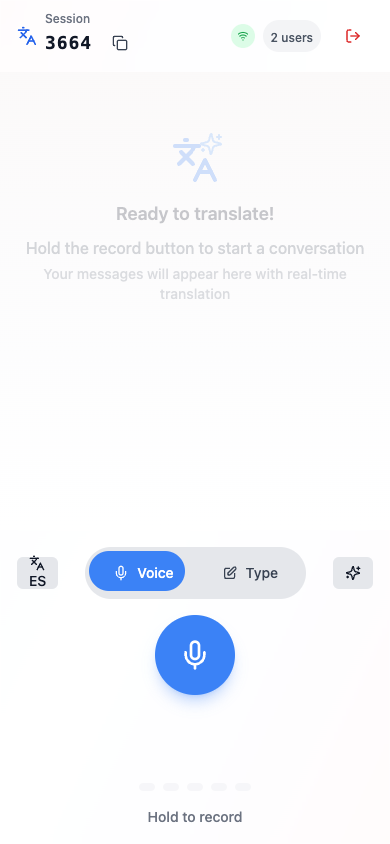 Session
3664
2 users
Ready to translate!
Hold the record button to start a conversation
Your messages will appear here with real-time
translation
ES
Voice
Type
Hold to record